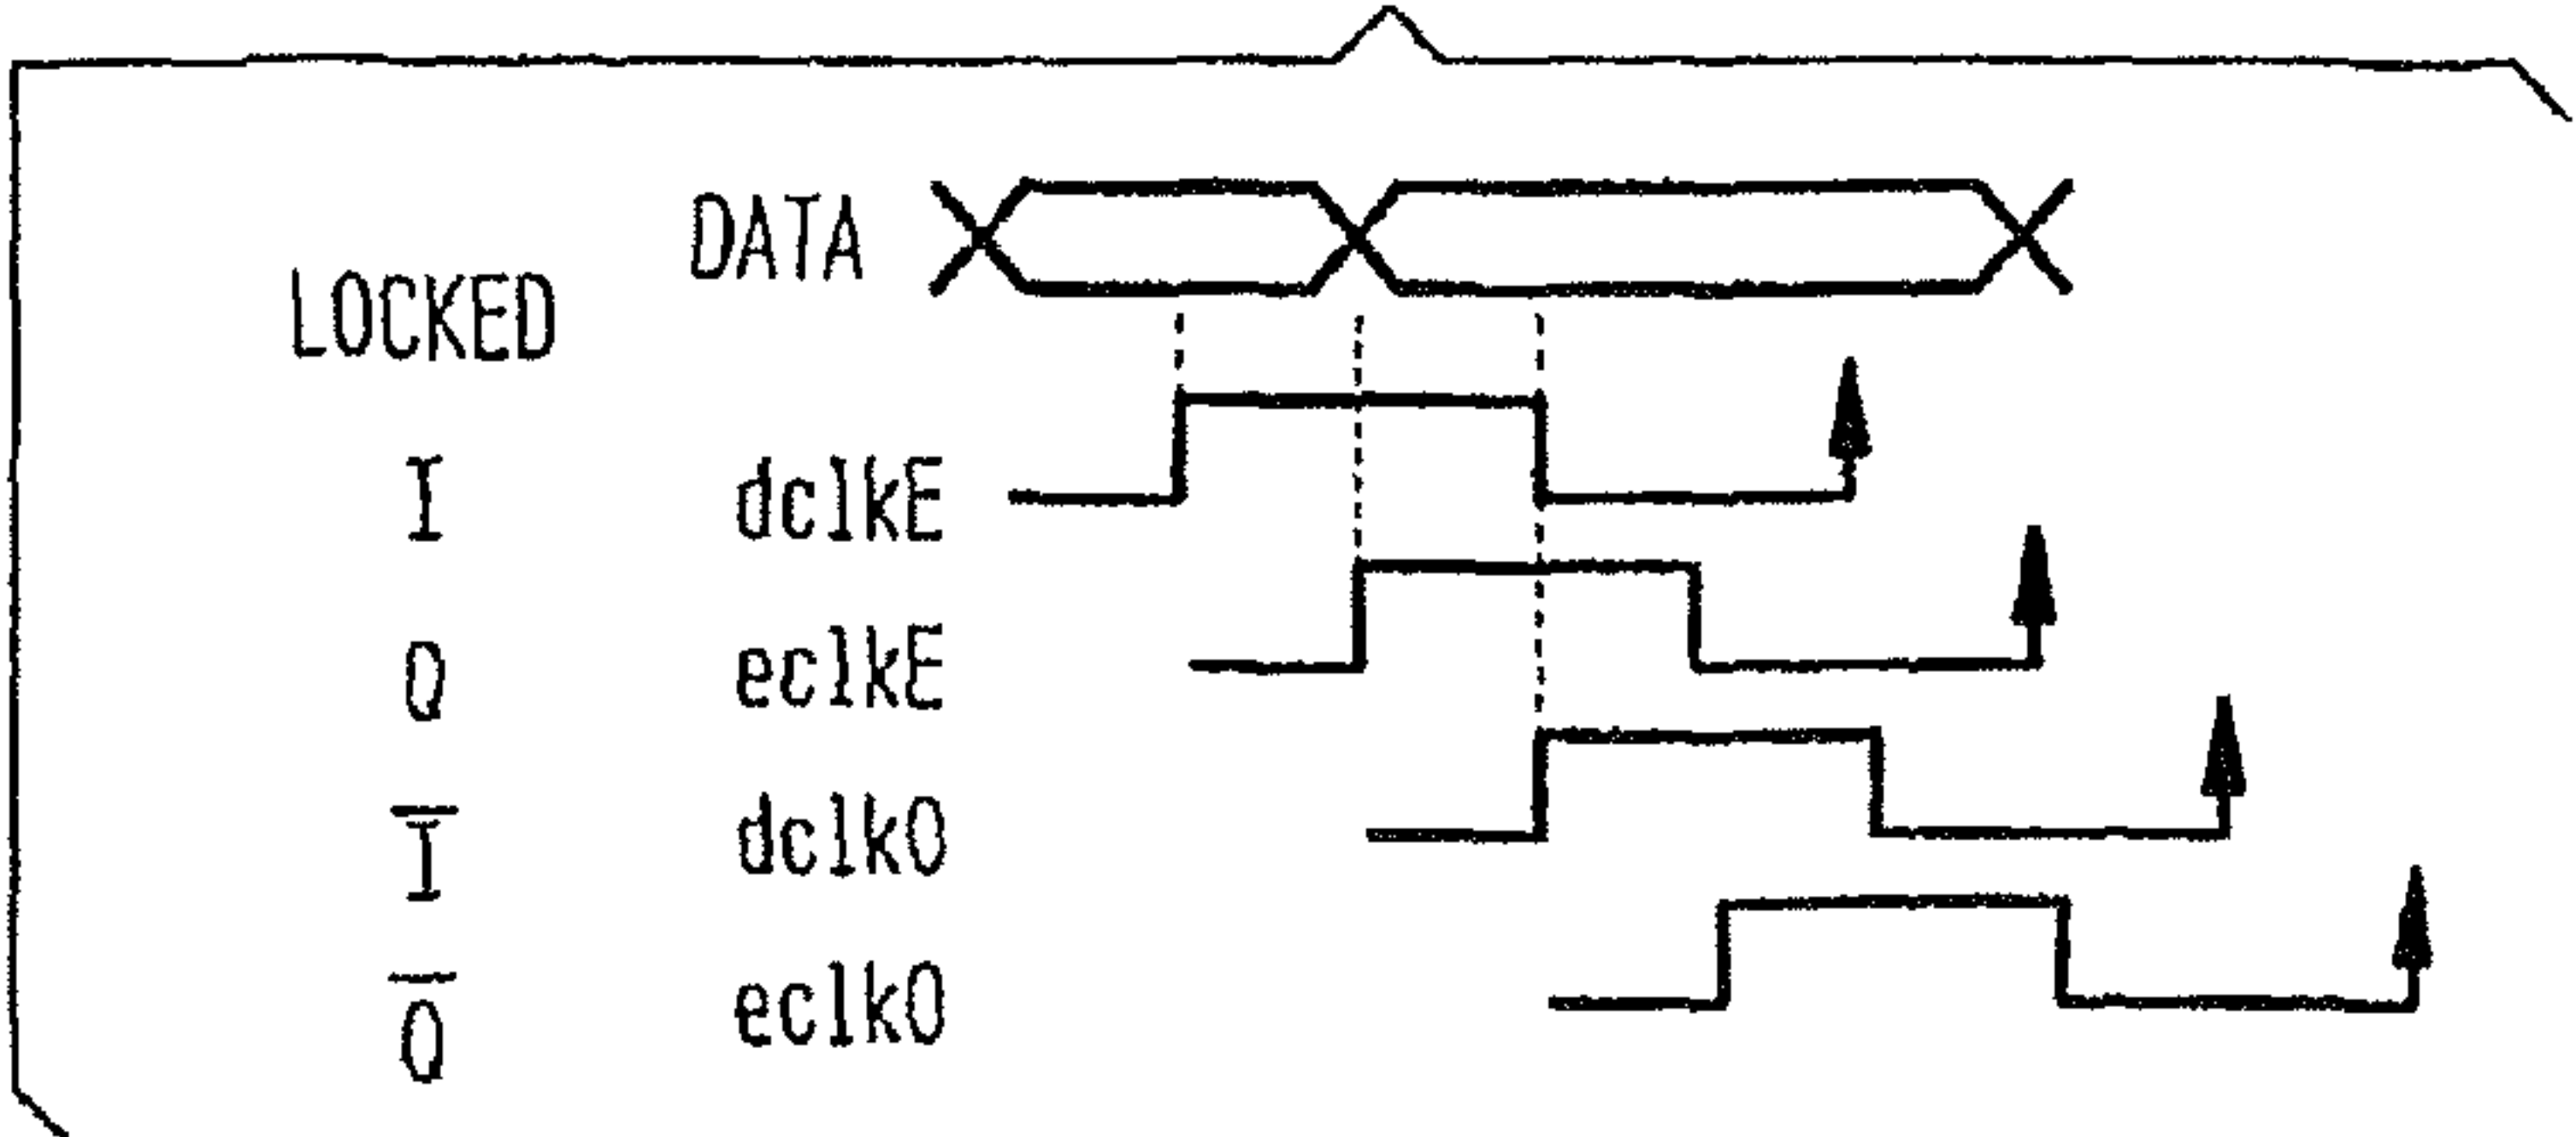 DATA
LOCKED
I dclkE
Q eclkE
I̅ dclkO
Q̅ eclkO